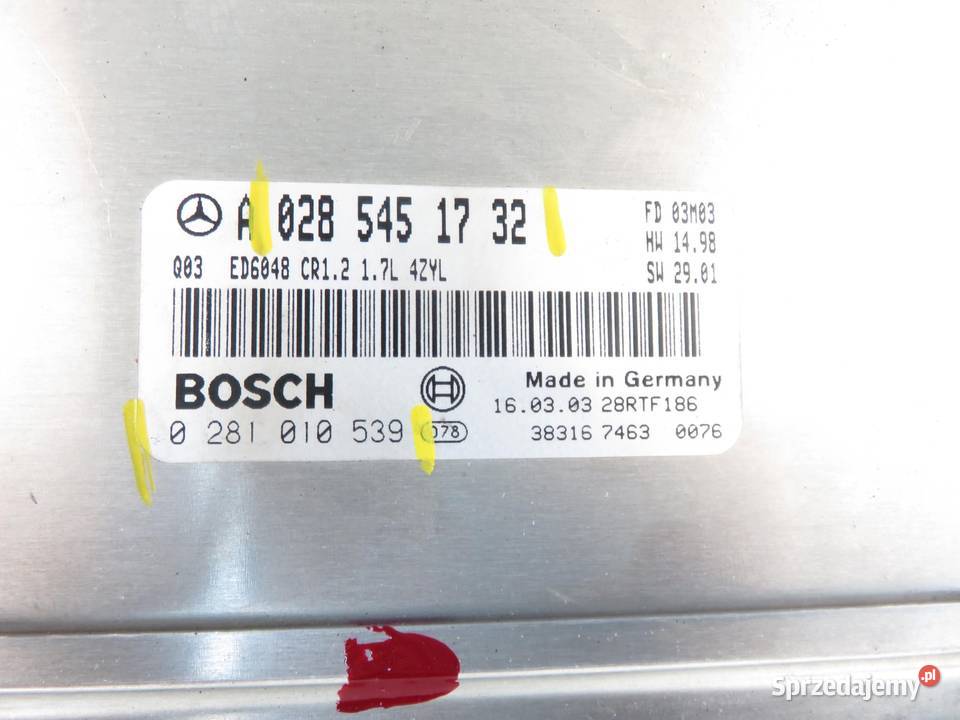 A 028 545 17 32
FD 03M03
HW 14.98
Q03 ED6048 CR1.2 1.7L 4ZYL
SW 29.01
BOSCH
Made in Germany
16.03.03 28RTF186
0 281 010 539 078
38316 7463 0076
Sprzedajemy.pl